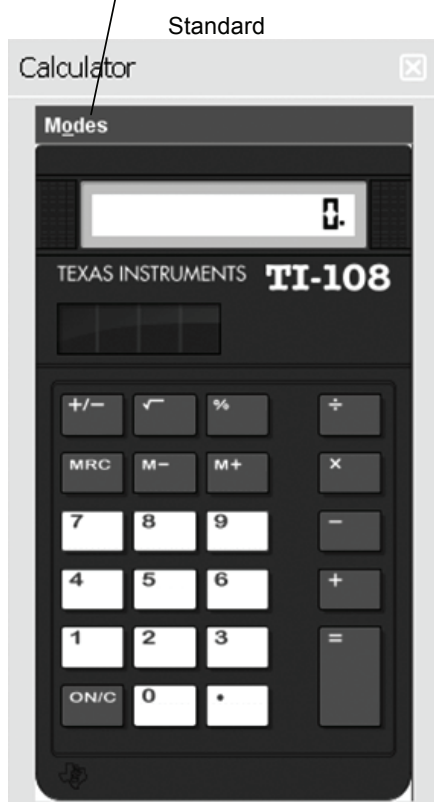 Standard
Calculator
Modes
0.
TEXAS INSTRUMENTS TI-108
+/− √ % ÷
MRC M− M+ ×
7 8 9 −
4 5 6 +
1 2 3 =
ON/C 0 •